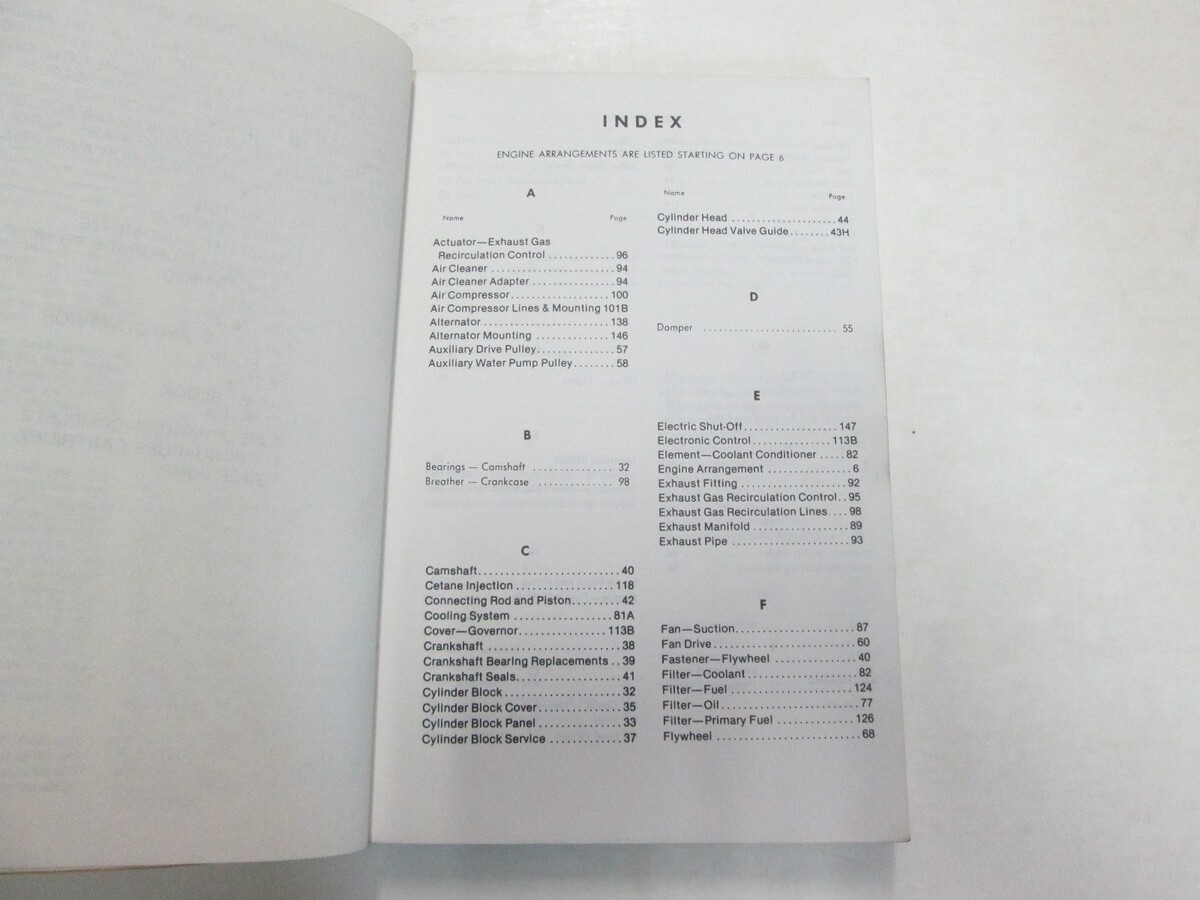 INDEX
ENGINE ARRANGEMENTS ARE LISTED STARTING ON PAGE 6
A
Name Page
Actuator—Exhaust Gas
Recirculation Control ............. 96
Air Cleaner ........................ 94
Air Cleaner Adapter ................ 94
Air Compressor................... 100
Air Compressor Lines & Mounting 101B
Alternator ........................ 138
Alternator Mounting .............. 146
Auxiliary Drive Pulley............... 57
Auxiliary Water Pump Pulley........ 58
B
Bearings — Camshaft ............... 32
Breather — Crankcase .............. 98
C
Camshaft........................... 40
Cetane Injection ................... 118
Connecting Rod and Piston......... 42
Cooling System ................... 81A
Cover—Governor................. 113B
Crankshaft .......................... 38
Crankshaft Bearing Replacements .. 39
Crankshaft Seals.................... 41
Cylinder Block ...................... 32
Cylinder Block Cover................ 35
Cylinder Block Panel ................ 33
Cylinder Block Service .............. 37
Name Page
Cylinder Head .................... 44
Cylinder Head Valve Guide........ 43H
D
Damper .......................... 55
E
Electric Shut-Off.................. 147
Electronic Control............... 113B
Element—Coolant Conditioner ..... 82
Engine Arrangement ................ 6
Exhaust Fitting .................... 92
Exhaust Gas Recirculation Control.. 95
Exhaust Gas Recirculation Lines.... 98
Exhaust Manifold .................. 89
Exhaust Pipe ...................... 93
F
Fan—Suction....................... 87
Fan Drive........................... 60
Fastener—Flywheel ................ 40
Filter—Coolant..................... 82
Filter—Fuel ....................... 124
Filter—Oil.......................... 77
Filter—Primary Fuel ............... 126
Flywheel ........................... 68